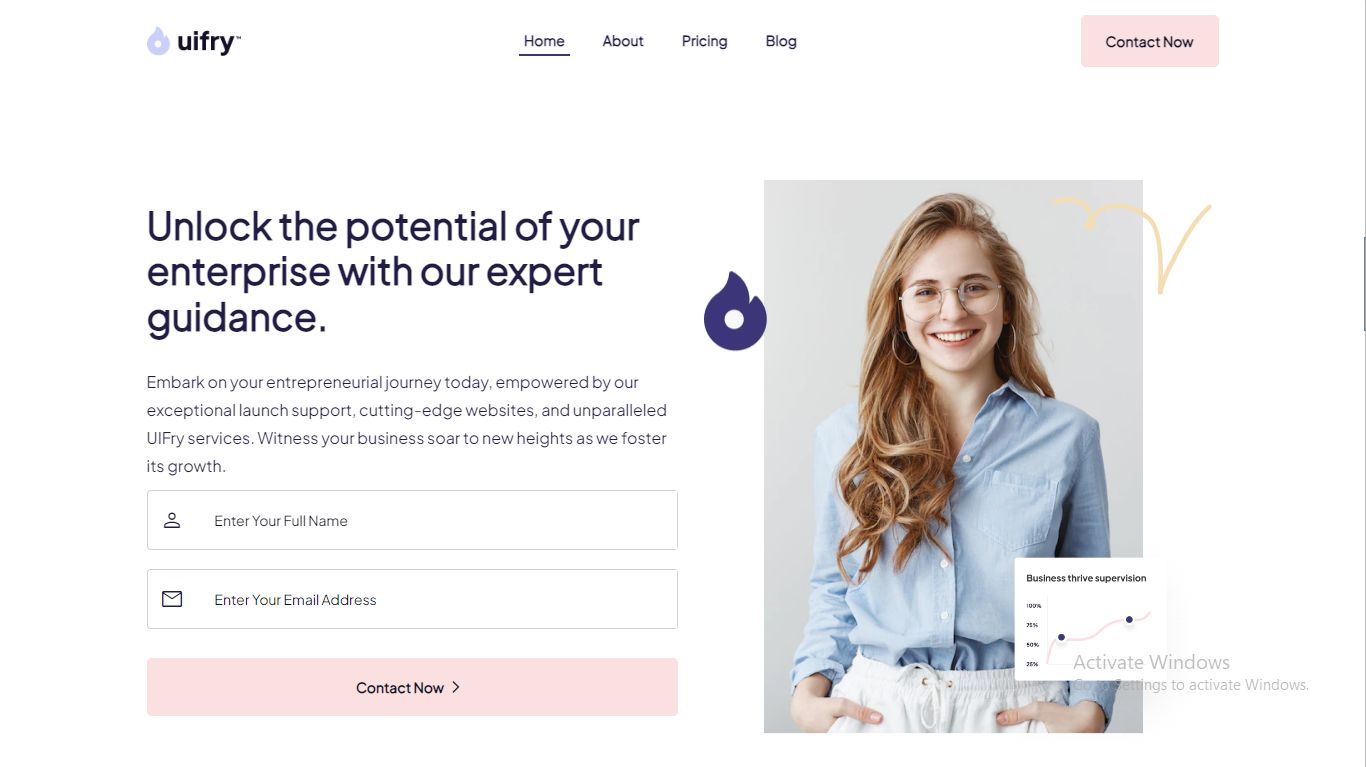 uifry™
Home
About
Pricing
Blog
Contact Now
Unlock the potential of your
enterprise with our expert
guidance.
Embark on your entrepreneurial journey today, empowered by our
exceptional launch support, cutting-edge websites, and unparalleled
UIFry services. Witness your business soar to new heights as we foster
its growth.
Enter Your Full Name
Enter Your Email Address
Contact Now
Business thrive supervision
100%
75%
50%
25%
Activate Windows
Go to Settings to activate Windows.